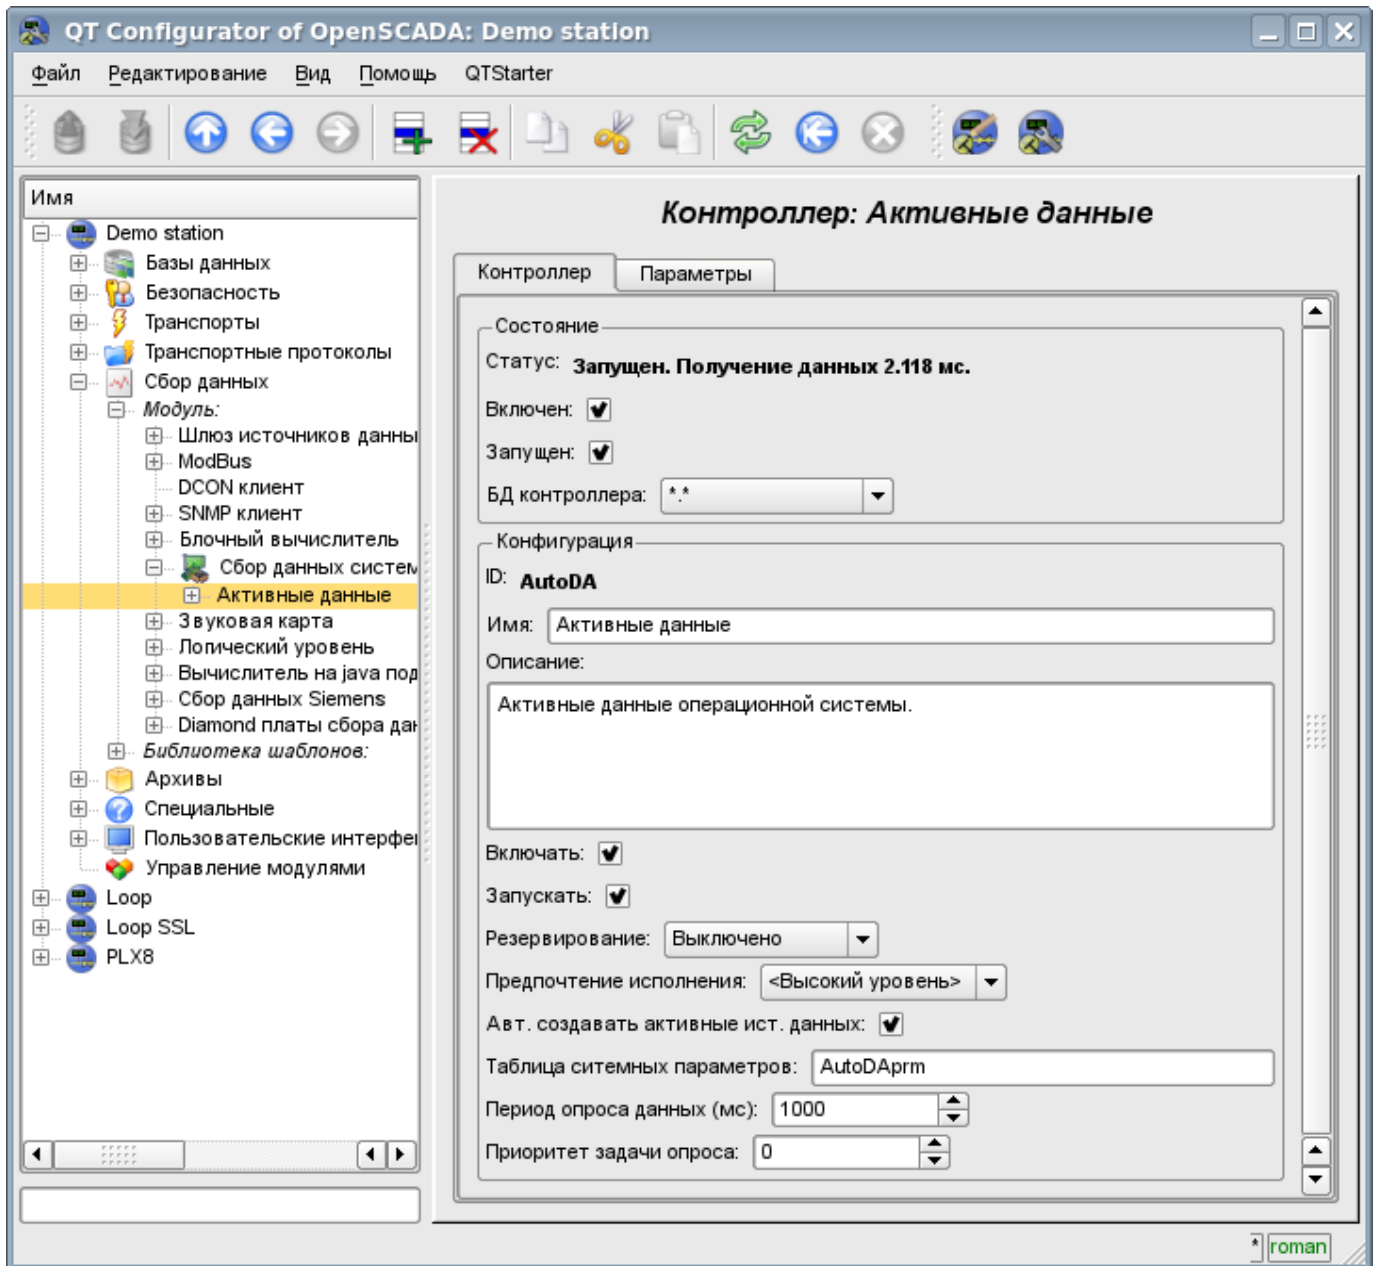 QT Configurator of OpenSCADA: Demo station
Файл Редактирование Вид Помощь QTStarter
Имя
Demo station
Базы данных
Безопасность
Транспорты
Транспортные протоколы
Сбор данных
Модуль:
Шлюз источников данны
ModBus
DCON клиент
SNMP клиент
Блочный вычислитель
Сбор данных систем
Активные данные
Звуковая карта
Логический уровень
Вычислитель на java под
Сбор данных Siemens
Diamond платы сбора дан
Библиотека шаблонов:
Архивы
Специальные
Пользовательские интерфе
Управление модулями
Loop
Loop SSL
PLX8
Контроллер: Активные данные
Контроллер Параметры
Состояние
Статус: Запущен. Получение данных 2.118 мс.
Включен:
Запущен:
БД контроллера: *.*
Конфигурация
ID: AutoDA
Имя: Активные данные
Описание:
Активные данные операционной системы.
Включать:
Запускать:
Резервирование: Выключено
Предпочтение исполнения: <Высокий уровень>
Авт. создавать активные ист. данных:
Таблица ситемных параметров: AutoDAprm
Период опроса данных (мс): 1000
Приоритет задачи опроса: 0
* roman